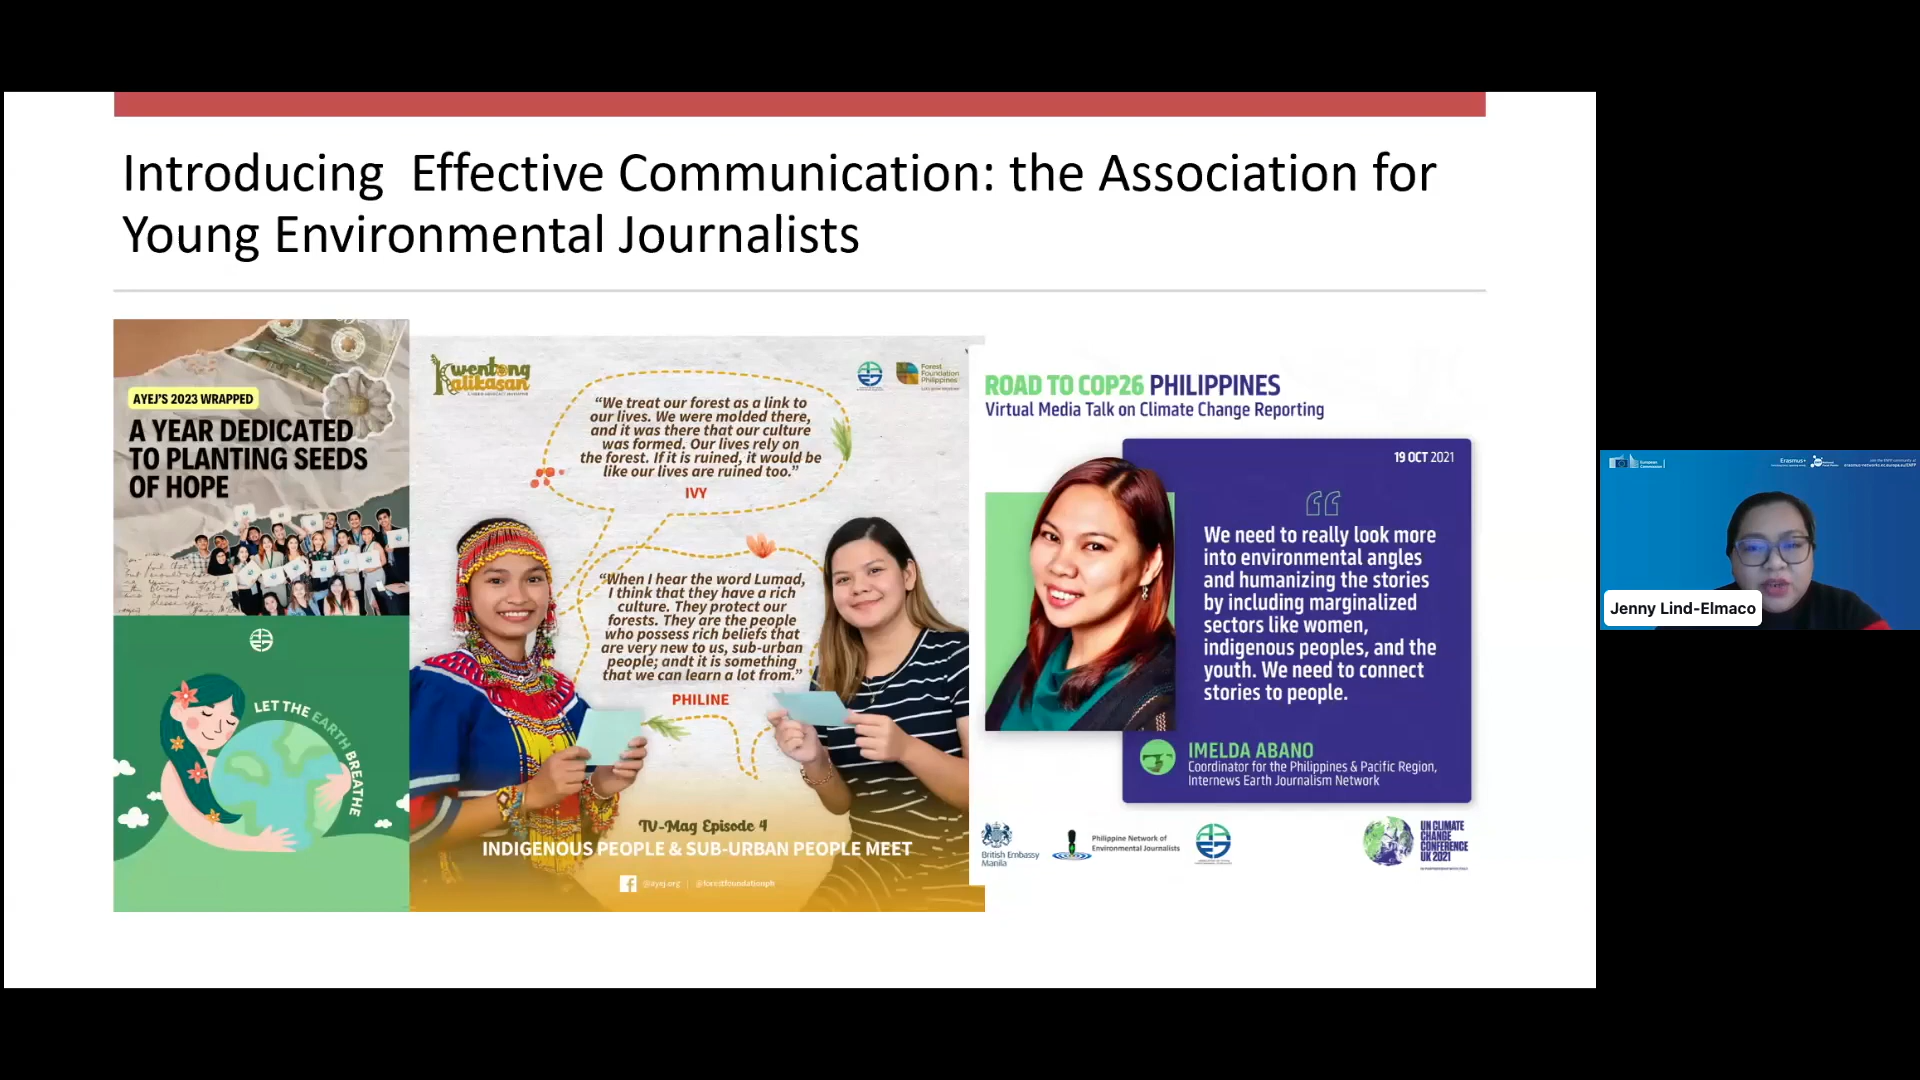 Introducing  Effective Communication: the Association for
Young Environmental Journalists
AYEJ'S 2023 WRAPPED
A YEAR DEDICATED
TO PLANTING SEEDS
OF HOPE
LET THE EARTH BREATHE
Kwentong
Kalikasan
Forest
Foundation
Philippines
“We treat our forest as a link to
our lives. We were molded there,
and it was there that our culture
was formed. Our lives rely on
the forest. If it is ruined, it would be
like our lives are ruined too.”
IVY
“When I hear the word Lumad,
I think that they have a rich
culture. They protect our
forests. They are the people
who possess rich beliefs that
are very new to us, sub-urban
people; andt it is something
that we can learn a lot from.”
PHILINE
TV-Mag Episode 4
INDIGENOUS PEOPLE & SUB-URBAN PEOPLE MEET
@ayej.org | @forestfoundationph
ROAD TO COP26 PHILIPPINES
Virtual Media Talk on Climate Change Reporting
19 OCT 2021
We need to really look more
into environmental angles
and humanizing the stories
by including marginalized
sectors like women,
indigenous peoples, and the
youth. We need to connect
stories to people.
IMELDA ABANO
Coordinator for the Philippines & Pacific Region,
Internews Earth Journalism Network
British Embassy
Manila
Philippine Network of
Environmental Journalists
UN CLIMATE
CHANGE
CONFERENCE
UK 2021
European
Commission
Erasmus+
Jenny Lind-Elmaco